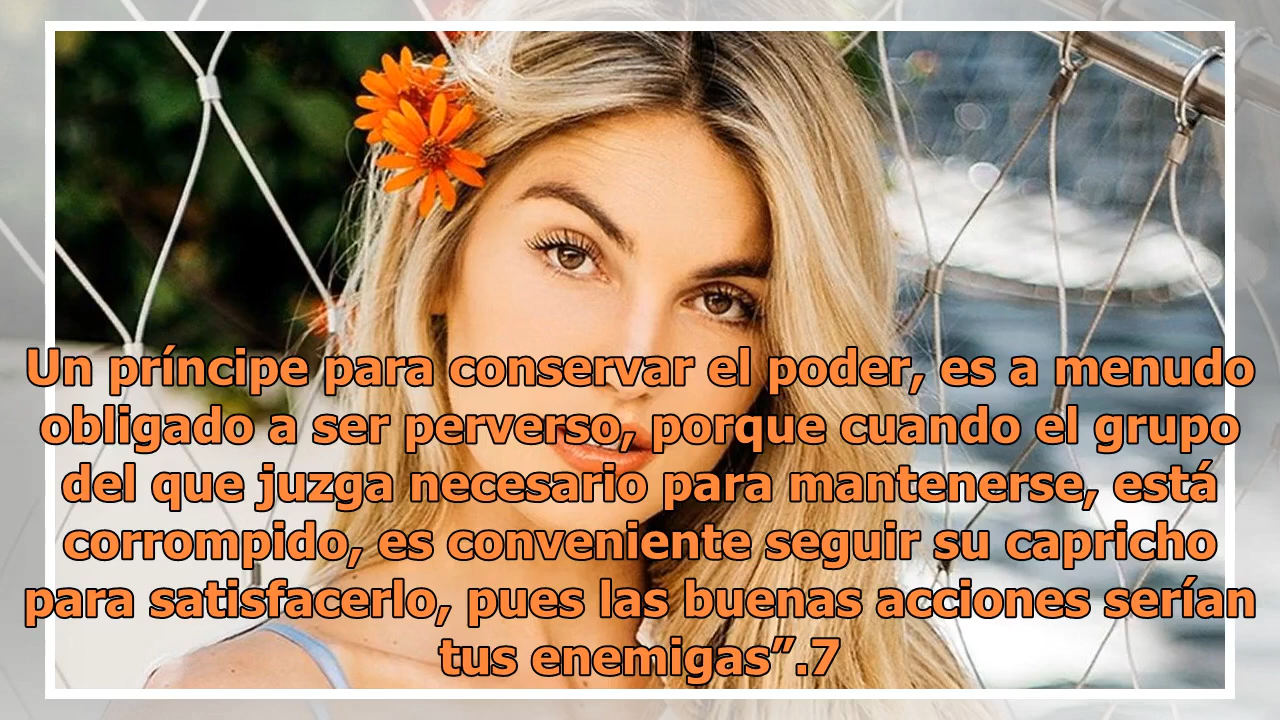 Un príncipe para conservar el poder, es a menudo
obligado a ser perverso, porque cuando el grupo
del que juzga necesario para mantenerse, está
corrompido, es conveniente seguir su capricho
para satisfacerlo, pues las buenas acciones serían
tus enemigas”.7